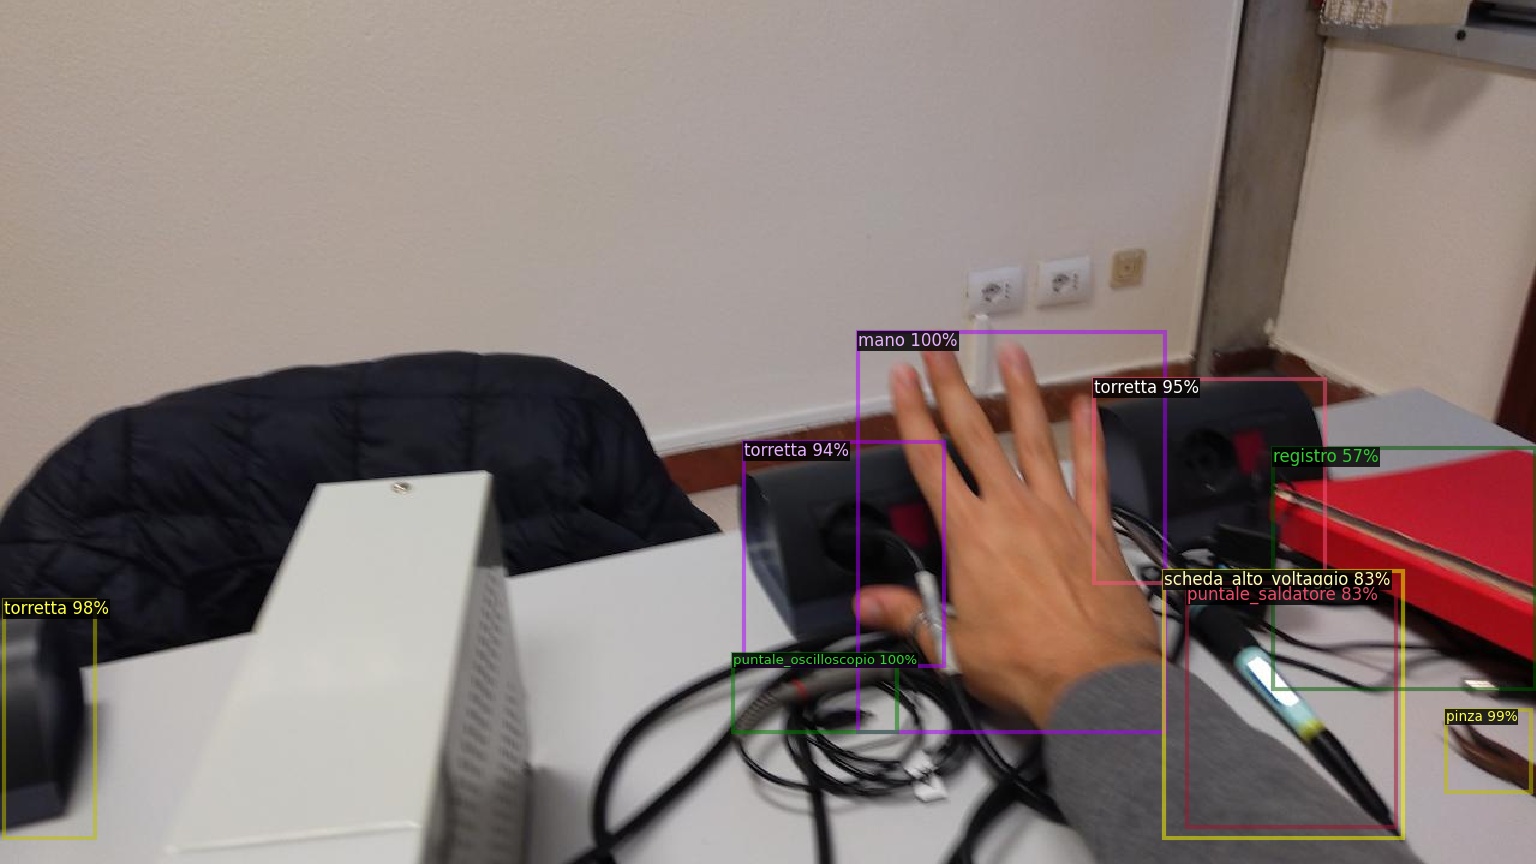 mano 100%
torretta 95%
torretta 94%
registro 57%
scheda_alto_voltaggio 83%
puntale_saldatore 83%
torretta 98%
puntale_oscilloscopio 100%
pinza 99%